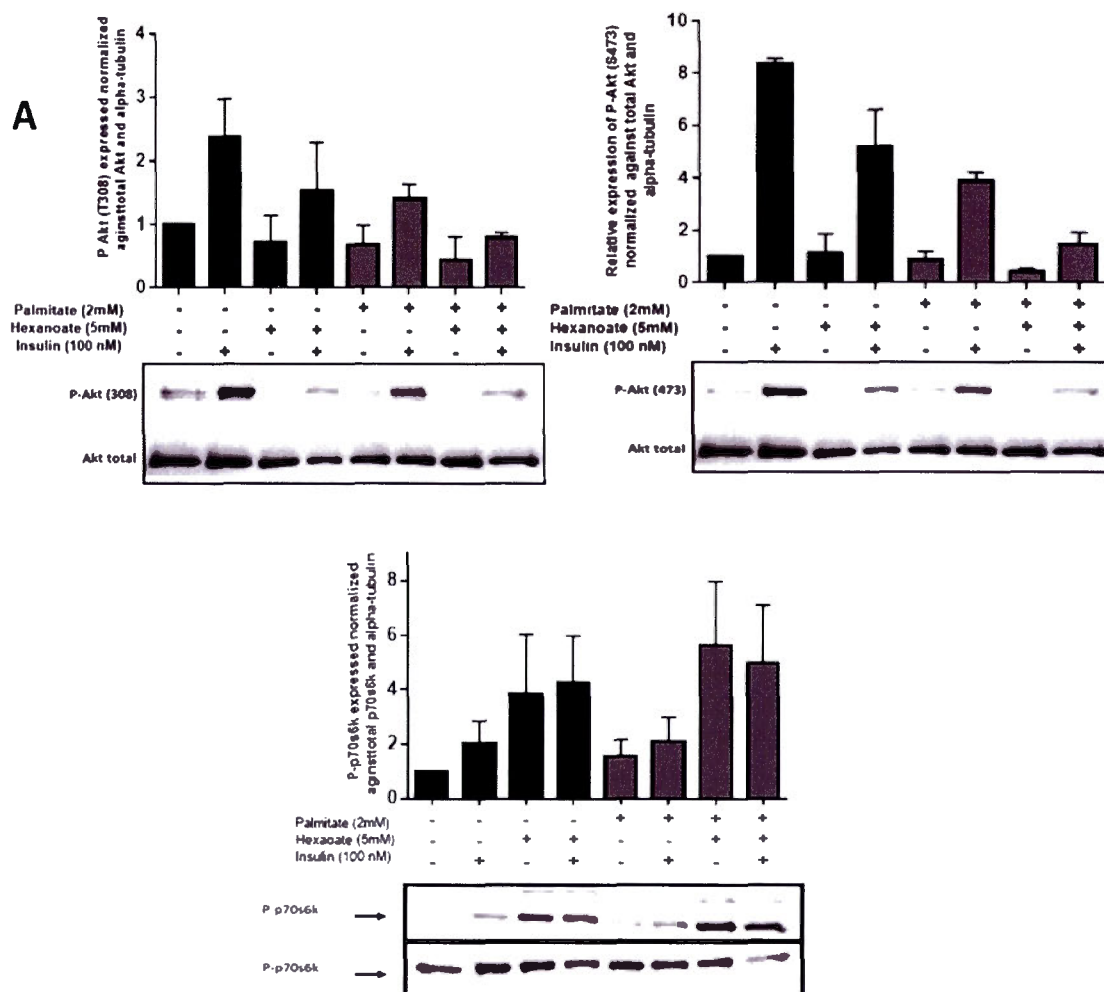 A
P Akt (T308) expressed normalized
aginsttotal Akt and alpha-tubulin
4
3
2
1
0
Palmitate (2mM) - - - - + + + +
Hexanoate (5mM) - - + + - - + +
Insulin (100 nM) - + - + - + - +
P-Akt (308)
Akt total
Relative expression of P-Akt (S473)
normalized against total Akt and
alpha-tubulin
10
8
6
4
2
0
Palmitate (2mM) - - - - + + + +
Hexanoate (5mM) - - + + - - + +
Insulin (100 nM) - + - + - + - +
P-Akt (473)
Akt total
P-p70s6k expressed normalized
aginsttotal p70s6k and alpha-tubulin
8
6
4
2
0
Palmitate (2mM) - - - - + + + +
Hexaoate (5mM) - - + + - - + +
Insulin (100 nM) - + - + - + - +
P p70s6k
P-p70s6k